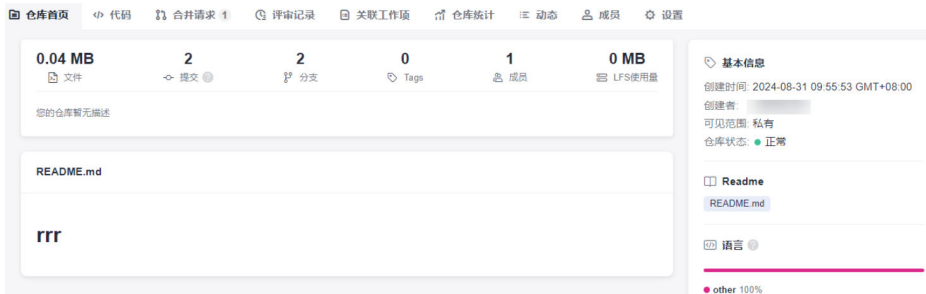 仓库首页 代码 合并请求 1 评审记录 关联工作项 仓库统计 动态 成员 设置
0.04 MB 2 2 0 1 0 MB
文件 提交 分支 Tags 成员 LFS使用量
您的仓库暂无描述
README.md
rrr
基本信息
创建时间: 2024-08-31 09:55:53 GMT+08:00
创建者:
可见范围: 私有
仓库状态: 正常
Readme
README.md
语言
other 100%